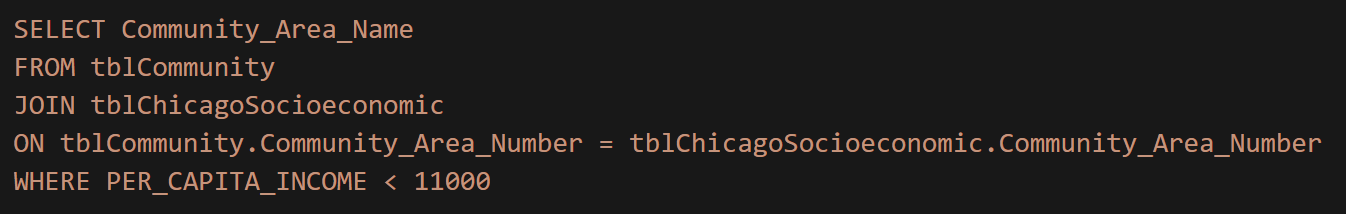 SELECT Community_Area_Name
FROM tblCommunity
JOIN tblChicagoSocioeconomic
ON tblCommunity.Community_Area_Number = tblChicagoSocioeconomic.Community_Area_Number
WHERE PER_CAPITA_INCOME < 11000